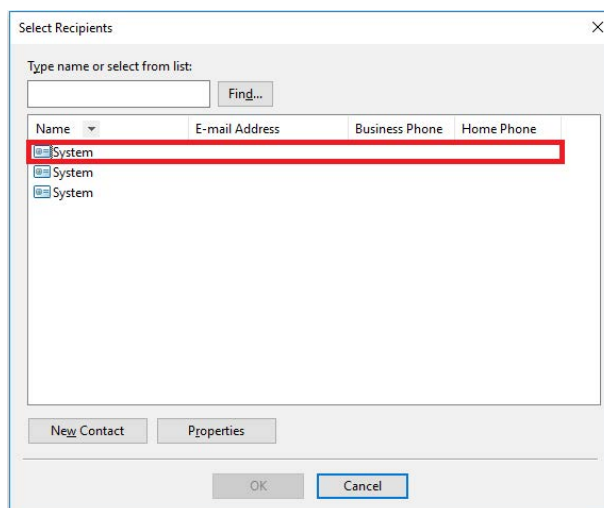 Select Recipients
Type name or select from list:
Find...
Name E-mail Address Business Phone Home Phone
System
System
System
New Contact Properties
OK Cancel